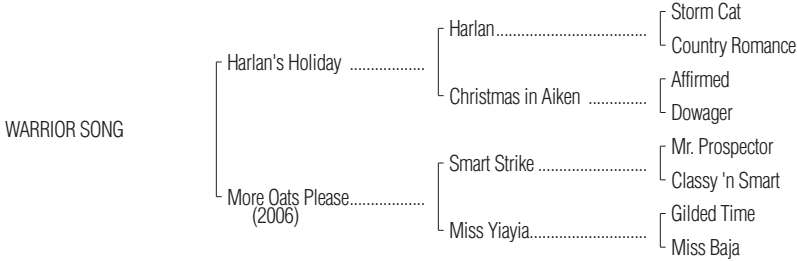 Storm Cat
Harlan
Country Romance
Harlan's Holiday
Affirmed
Christmas in Aiken
Dowager
WARRIOR SONG
Mr. Prospector
Smart Strike
Classy 'n Smart
More Oats Please
(2006)
Gilded Time
Miss Yiayia
Miss Baja